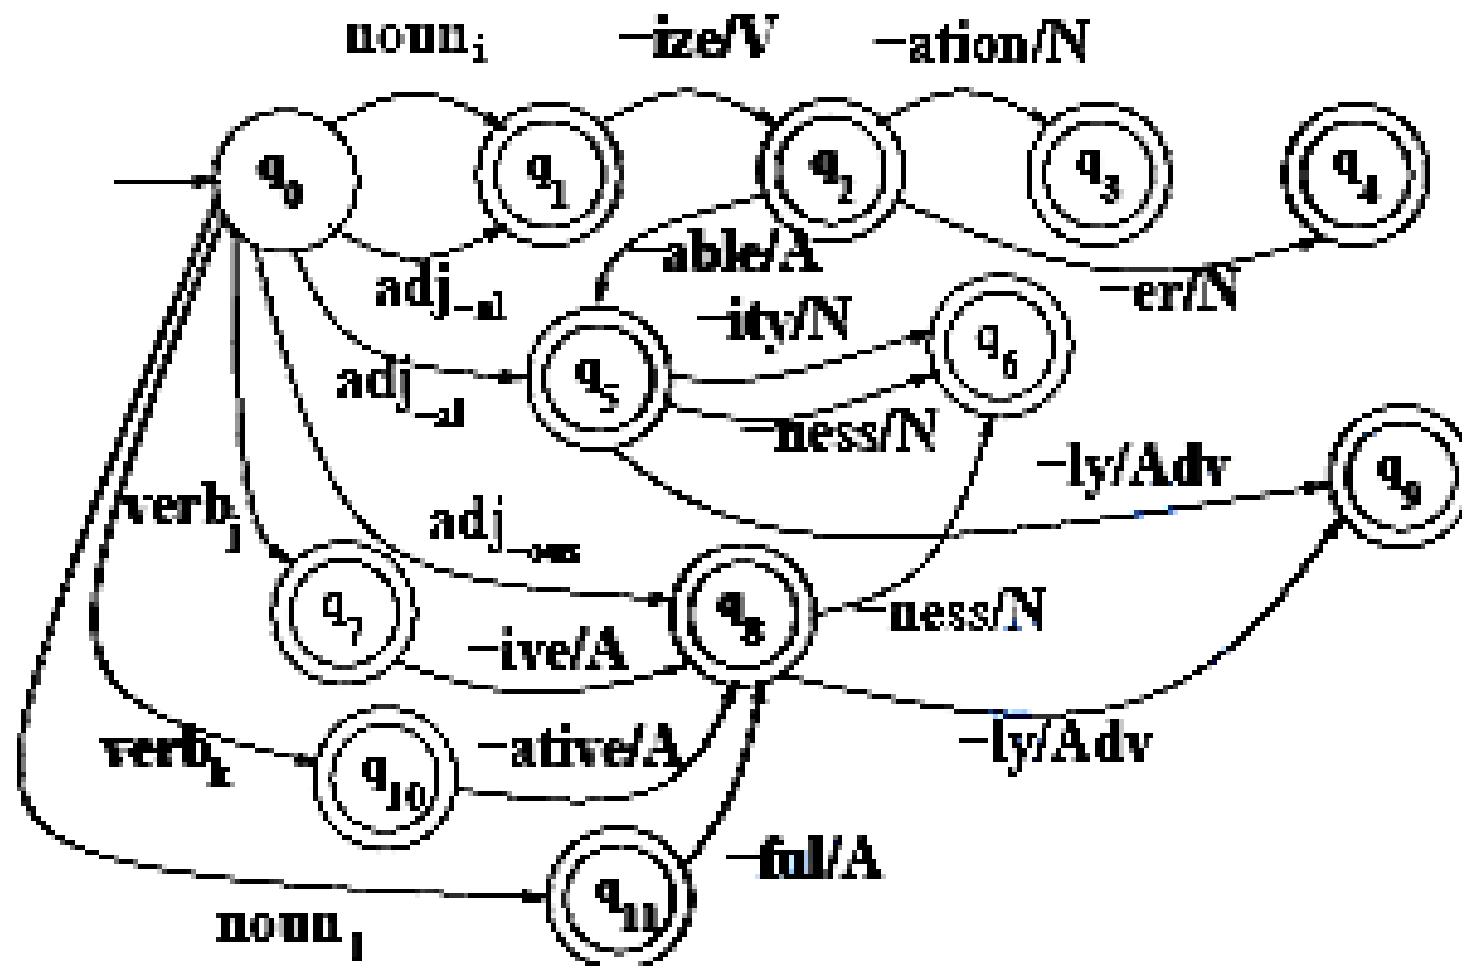 noun_i
–ize/V
–ation/N
q_0
q_1
q_2
q_3
q_4
adj_–al
–able/A
–er/N
–ity/N
q_6
adj_–al
q_5
–ness/N
–ly/Adv
q_9
verb_j
adj_–ous
q_7
q_8
–ness/N
–ive/A
verb_k
q_10
–ative/A
–ly/Adv
–ful/A
q_11
noun_l